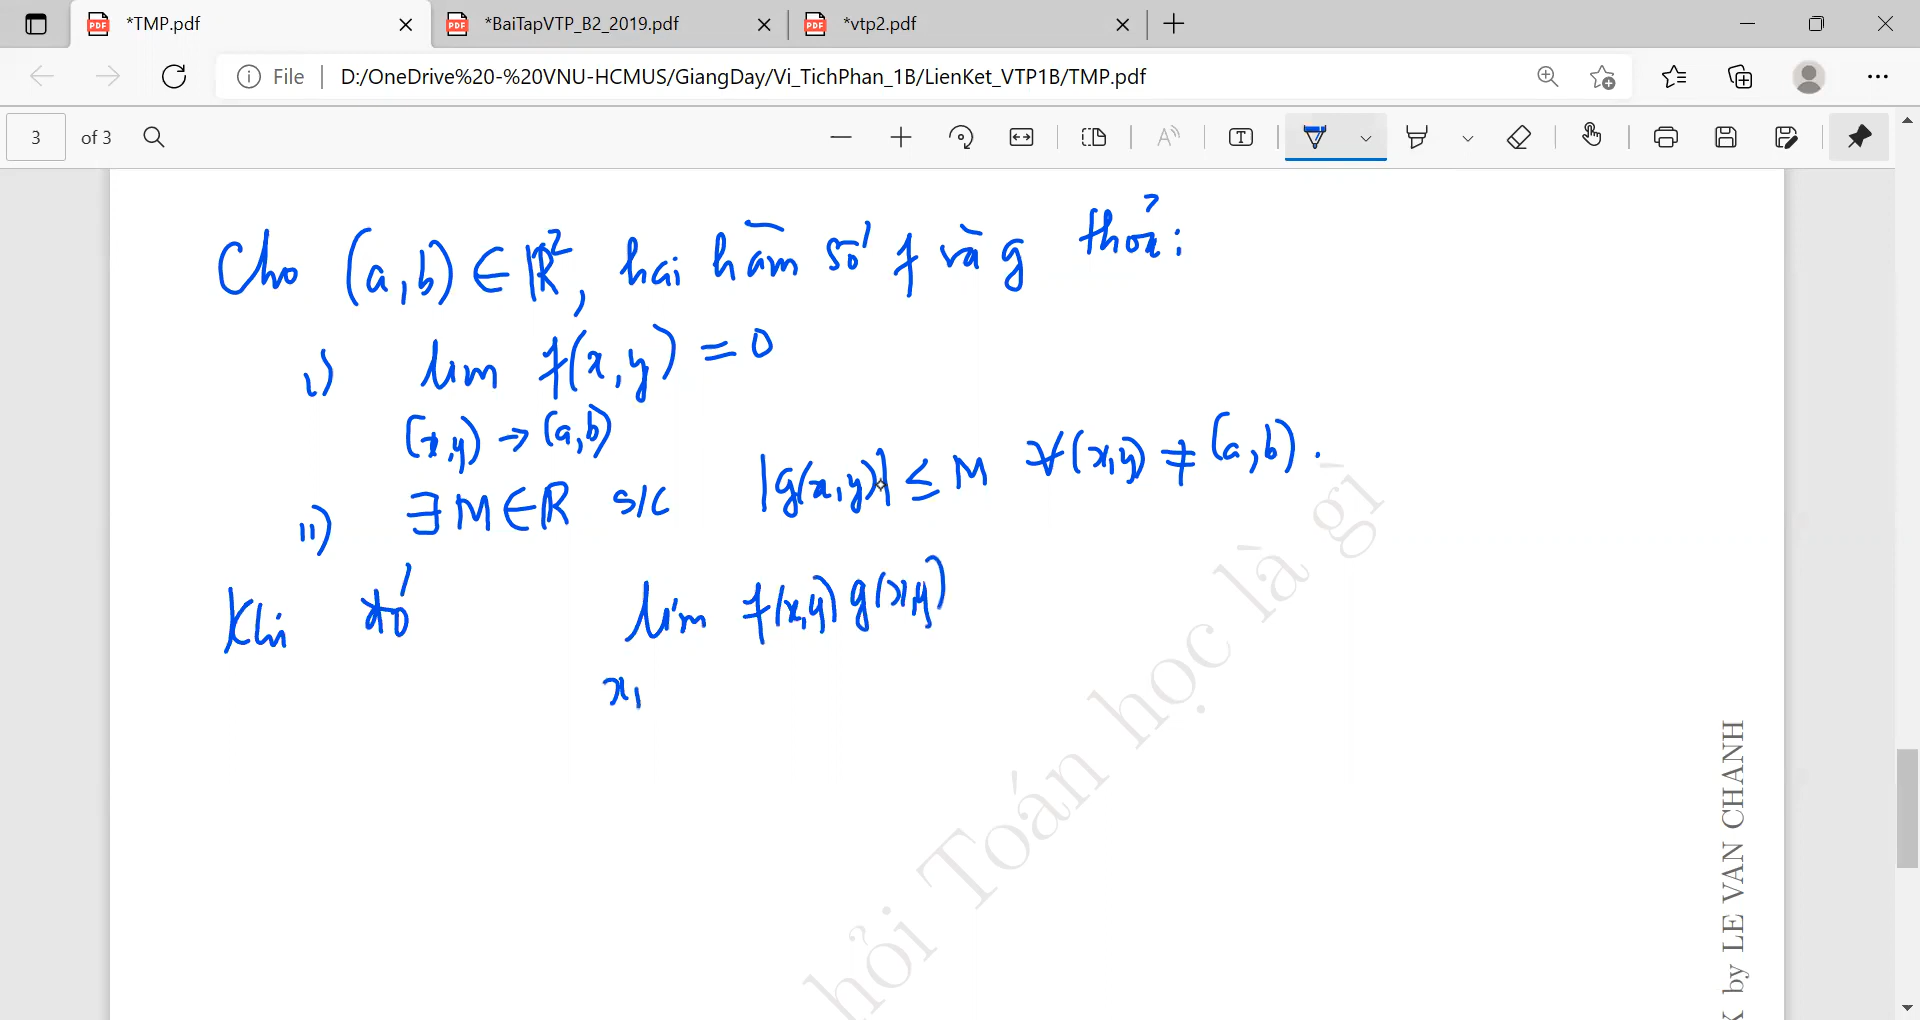 *TMP.pdf
*BaiTapVTP_B2_2019.pdf
*vtp2.pdf
File
D:/OneDrive%20-%20VNU-HCMUS/GiangDay/Vi_TichPhan_1B/LienKet_VTP1B/TMP.pdf
3 of 3
Cho (a,b) ∈ ℝ², hai hàm số f và g thỏa:
i) lim f(x,y) = 0
(x,y) → (a,b)
ii) ∃ M ∈ ℝ s/c |g(x,y)| ≤ M ∀(x,y) ≠ (a,b).
Khi đó lim f(x,y) g(x,y)
x,
hỏi Toán học là gì
by LE VAN CHANH